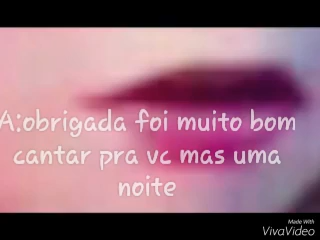 A:obrigada foi muito bom
cantar pra vc mas uma
noite
Made With
VivaVideo